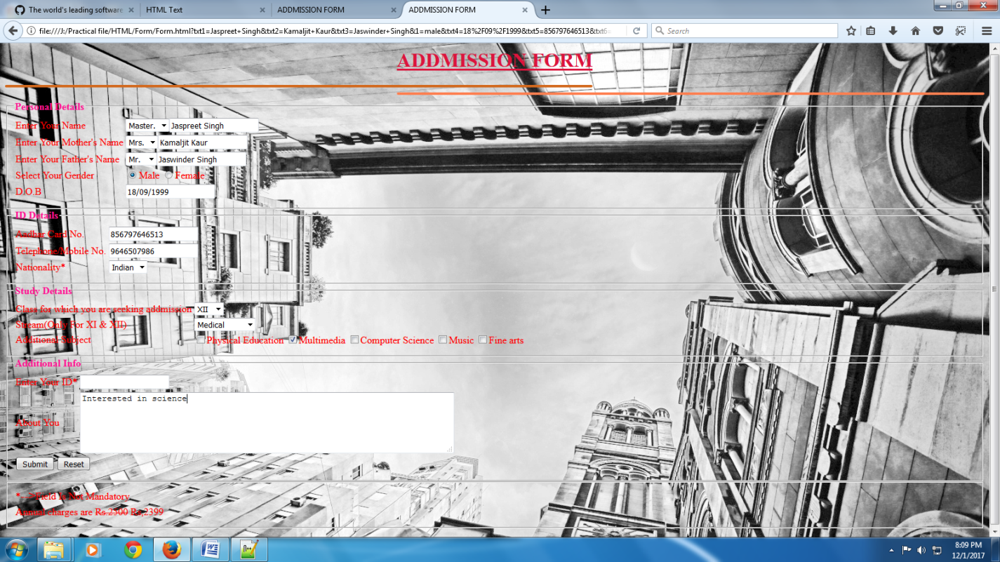 The world's leading software
HTML Text
ADDMISSION FORM
ADDMISSION FORM
file:///J:/Practical file/HTML/Form/Form.html?txt1=Jaspreet+Singh&txt2=Kamaljit+Kaur&txt3=Jaswinder+Singh&1=male&txt4=18%2F09%2F1999&txt5=856797646513&txt6=
Search
ADDMISSION FORM
Personal Details
Enter Your Name Master. Jaspreet Singh
Enter Your Mother's Name Mrs. Kamaljit Kaur
Enter Your Father's Name Mr. Jaswinder Singh
Select Your Gender Male Female
D.O.B 18/09/1999
ID Details
Aadhar Card No. 856797646513
Telephone/Mobile No. 9646507986
Nationality* Indian
Study Details
Class for which you are seeking addmission XII
Stream(Only For XI & XII) Medical
Additional Subject Physical Education Multimedia Computer Science Music Fine arts
Additional Info
Enter Your ID*
Interested in science
About You
Submit Reset
*--->Field Is Not Mandatory
Annual charges are Rs.2500 Rs,2399
8:09 PM
12/1/2017